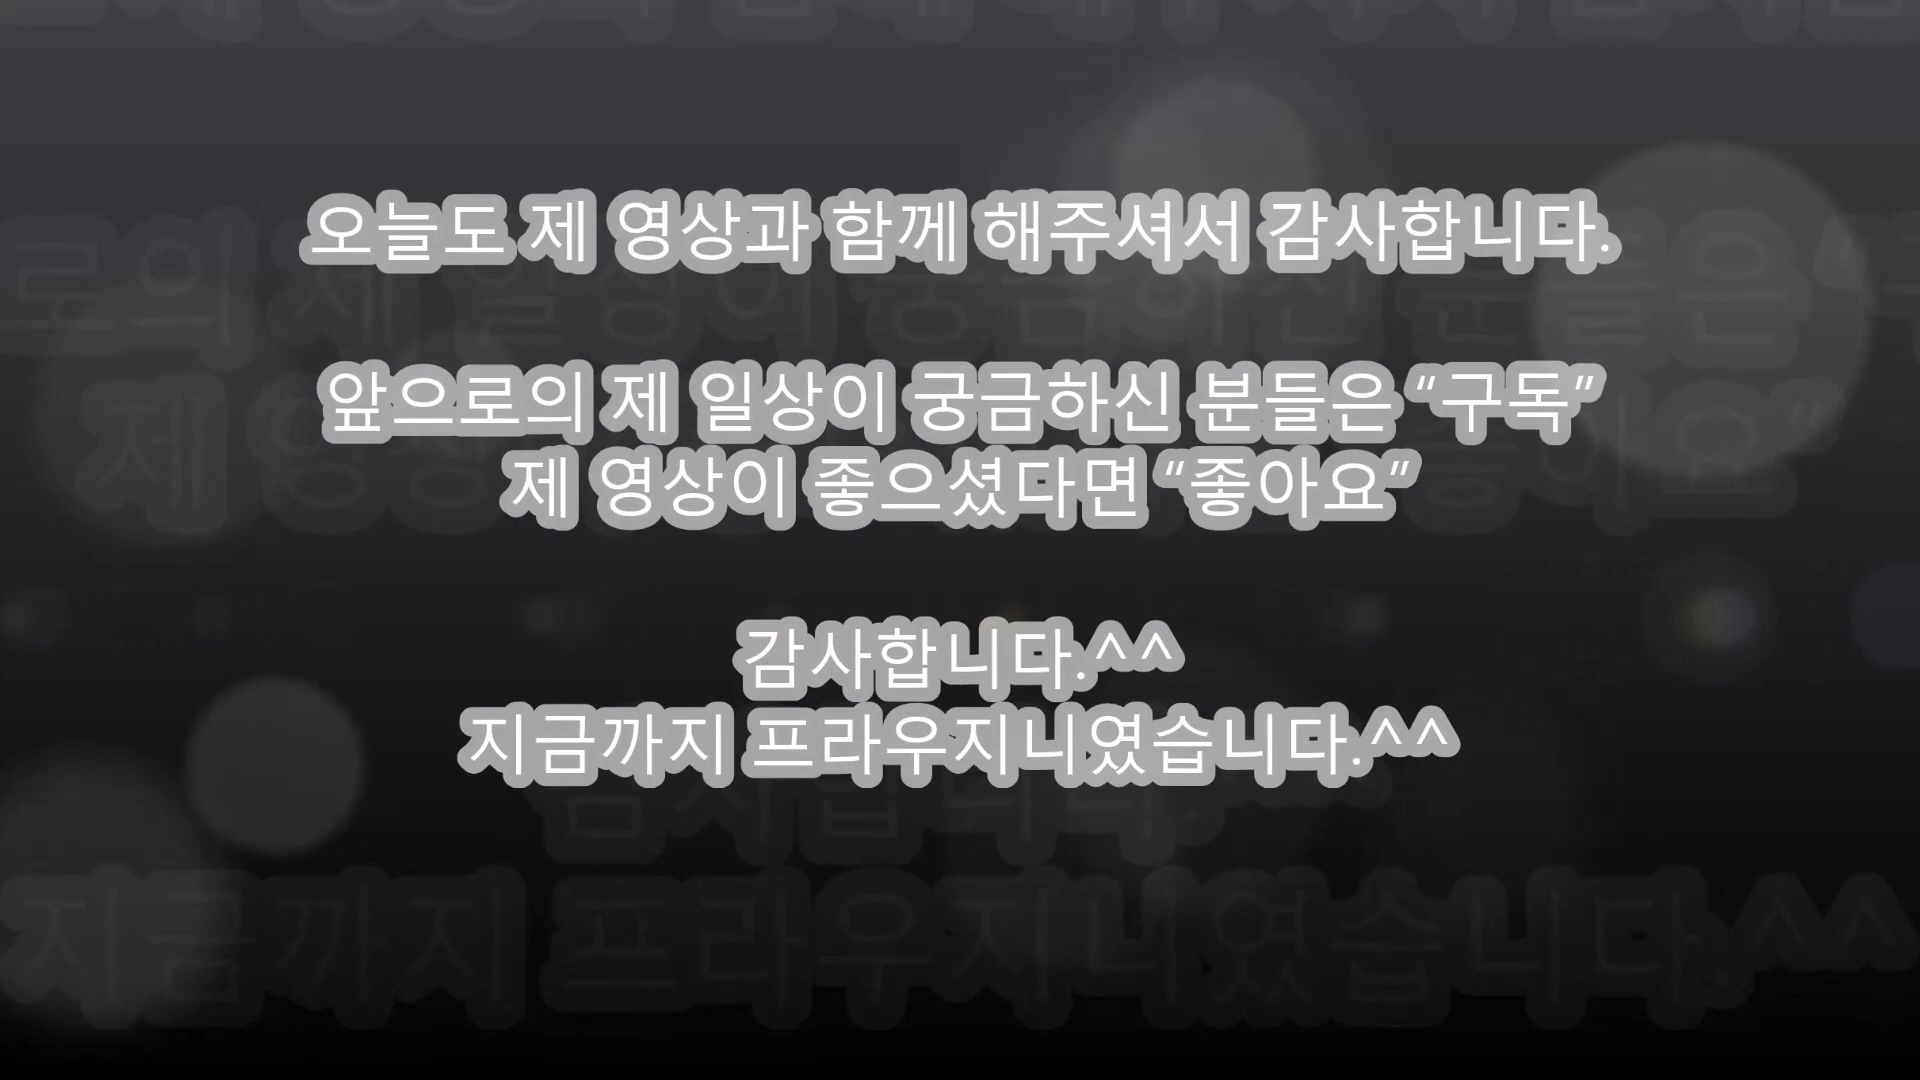 오늘도 제 영상과 함께 해주셔서 감사합니다.
앞으로의 제 일상이 궁금하신 분들은 "구독"
제 영상이 좋으셨다면 "좋아요"
감사합니다.^^
지금까지 프라우지니였습니다.^^